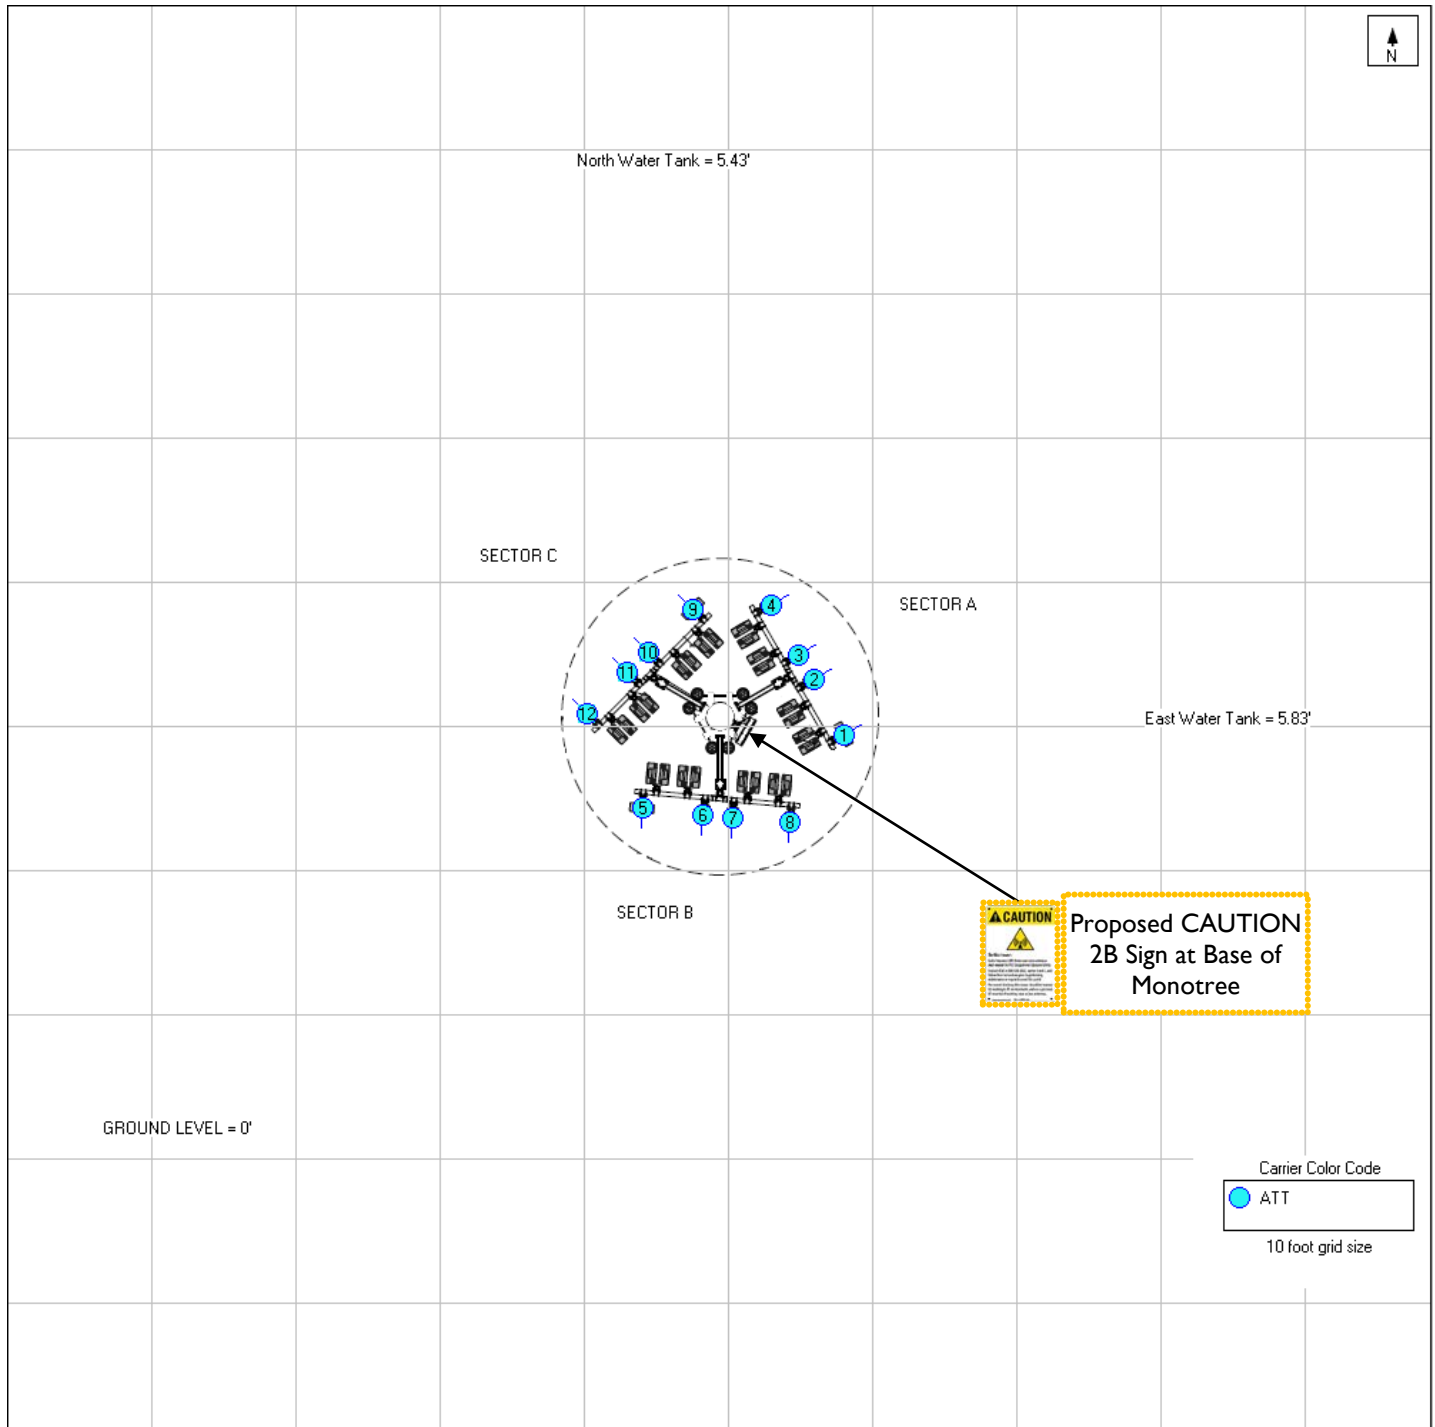 N
North Water Tank = 5.43'
SECTOR C
SECTOR A
9
4
10
3
11
2
12
East Water Tank = 5.83'
1
5
6
7
8
SECTOR B
CAUTION
Proposed CAUTION
2B Sign at Base of
Monotree
GROUND LEVEL = 0'
Carrier Color Code
ATT
10 foot grid size